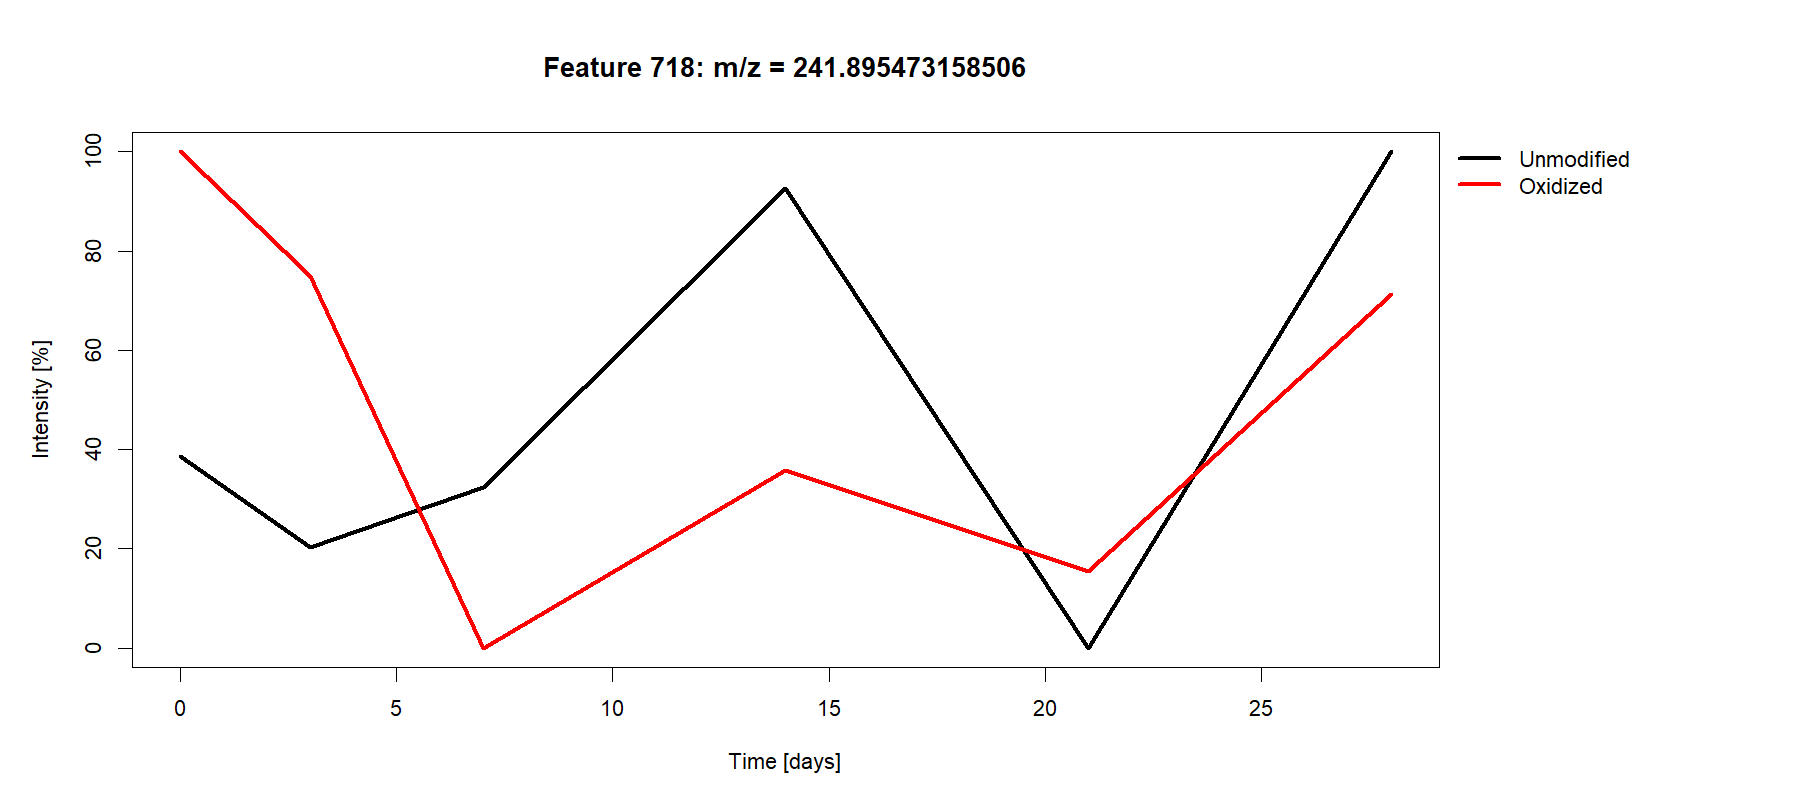 Feature 718: m/z = 241.895473158506
Unmodified
Oxidized
Intensity [%]
100
80
60
40
20
0
0 5 10 15 20 25
Time [days]